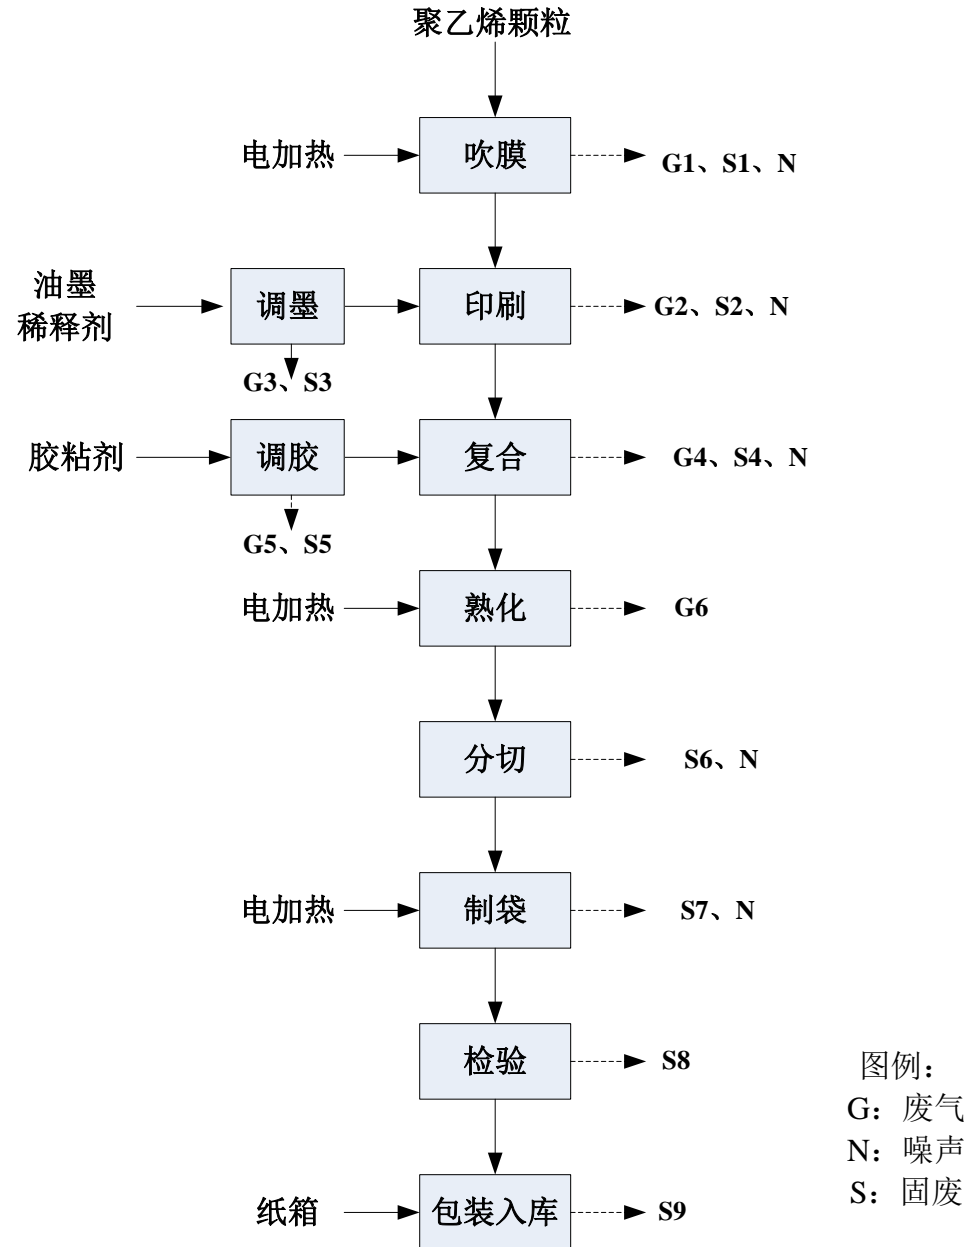 聚乙烯颗粒
电加热
吹膜
G1、S1、N
油墨
稀释剂
调墨
印刷
G2、S2、N
G3、S3
胶粘剂
调胶
复合
G4、S4、N
G5、S5
电加热
熟化
G6
分切
S6、N
电加热
制袋
S7、N
检验
S8
纸箱
包装入库
S9
图例：
G：废气
N：噪声
S：固废